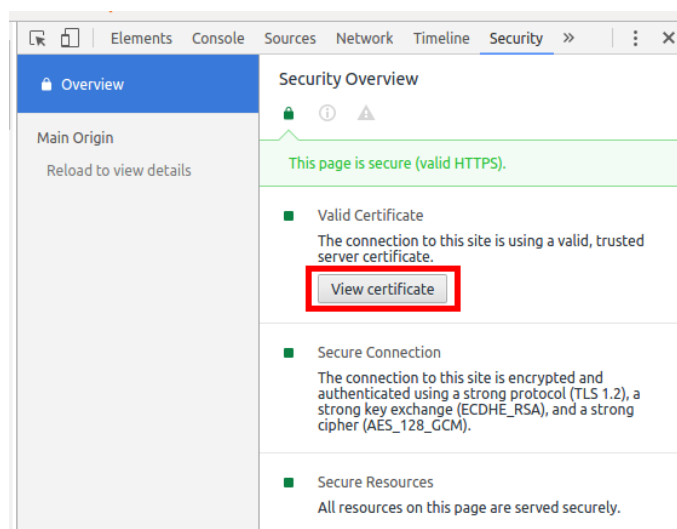 Elements Console Sources Network Timeline Security »
Overview
Main Origin
Reload to view details
Security Overview
This page is secure (valid HTTPS).
Valid Certificate
The connection to this site is using a valid, trusted
server certificate.
View certificate
Secure Connection
The connection to this site is encrypted and
authenticated using a strong protocol (TLS 1.2), a
strong key exchange (ECDHE_RSA), and a strong
cipher (AES_128_GCM).
Secure Resources
All resources on this page are served securely.